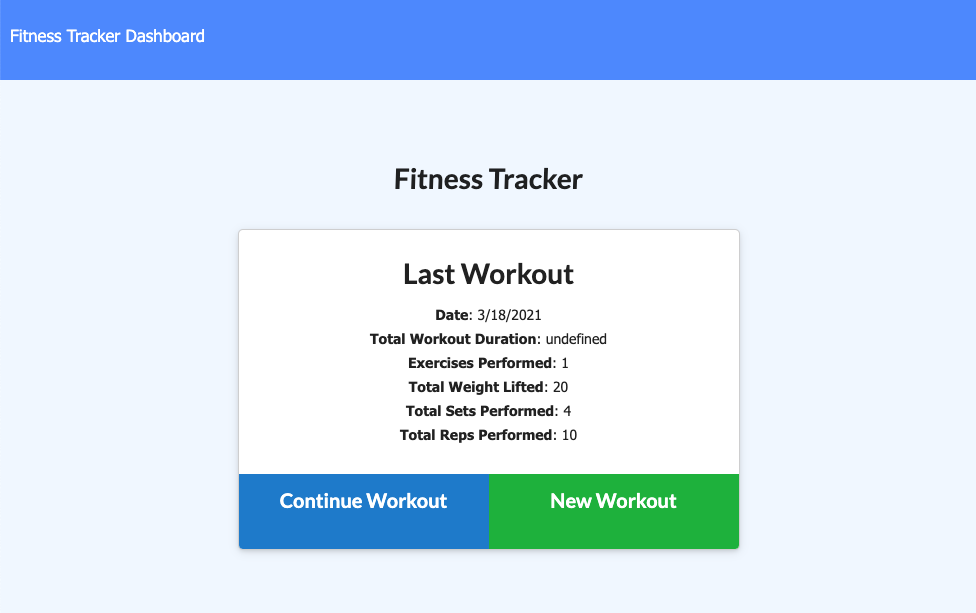 Fitness Tracker Dashboard
Fitness Tracker
Last Workout
Date: 3/18/2021
Total Workout Duration: undefined
Exercises Performed: 1
Total Weight Lifted: 20
Total Sets Performed: 4
Total Reps Performed: 10
Continue Workout
New Workout